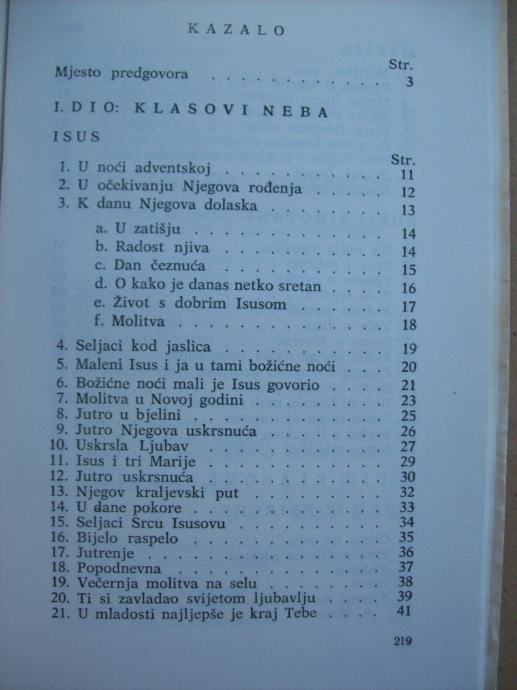 KAZALO
Str.
Mjesto predgovora . . . . . . . . . . . 3
I. DIO: KLASOVI NEBA
ISUS
Str.
1. U noći adventskoj . . . . . . . . . . . 11
2. U očekivanju Njegova rođenja . . . . . . 12
3. K danu Njegova dolaska . . . . . . . . . 13
a. U zatišju . . . . . . . . . . . . . 14
b. Radost njiva . . . . . . . . . . . 14
c. Dan čeznuća . . . . . . . . . . . 15
d. O kako je danas netko sretan . . . . . 16
e. Život s dobrim Isusom . . . . . . . 17
f. Molitva . . . . . . . . . . . . . 18
4. Seljaci kod jaslica . . . . . . . . . . . 19
5. Maleni Isus i ja u tami božićne noći . . . . 20
6. Božićne noći mali je Isus govorio . . . . . 21
7. Molitva u Novoj godini . . . . . . . . . 23
8. Jutro u bjelini . . . . . . . . . . . . 25
9. Jutro Njegova uskrsnuća . . . . . . . . 26
10. Uskrsla Ljubav . . . . . . . . . . . . 27
11. Isus i tri Marije . . . . . . . . . . . . 29
12. Jutro uskrsnuća . . . . . . . . . . . . 30
13. Njegov kraljevski put . . . . . . . . . . 32
14. U dane pokore . . . . . . . . . . . . 33
15. Seljaci Srcu Isusovu . . . . . . . . . . 34
16. Bijelo raspelo . . . . . . . . . . . . . 35
17. Jutrenje . . . . . . . . . . . . . . . 36
18. Popodnevna . . . . . . . . . . . . . 37
19. Večernja molitva na selu . . . . . . . . 38
20. Ti si zavladao svijetom ljubavlju . . . . . 39
21. U mladosti najljepše je kraj Tebe . . . . . 41
219